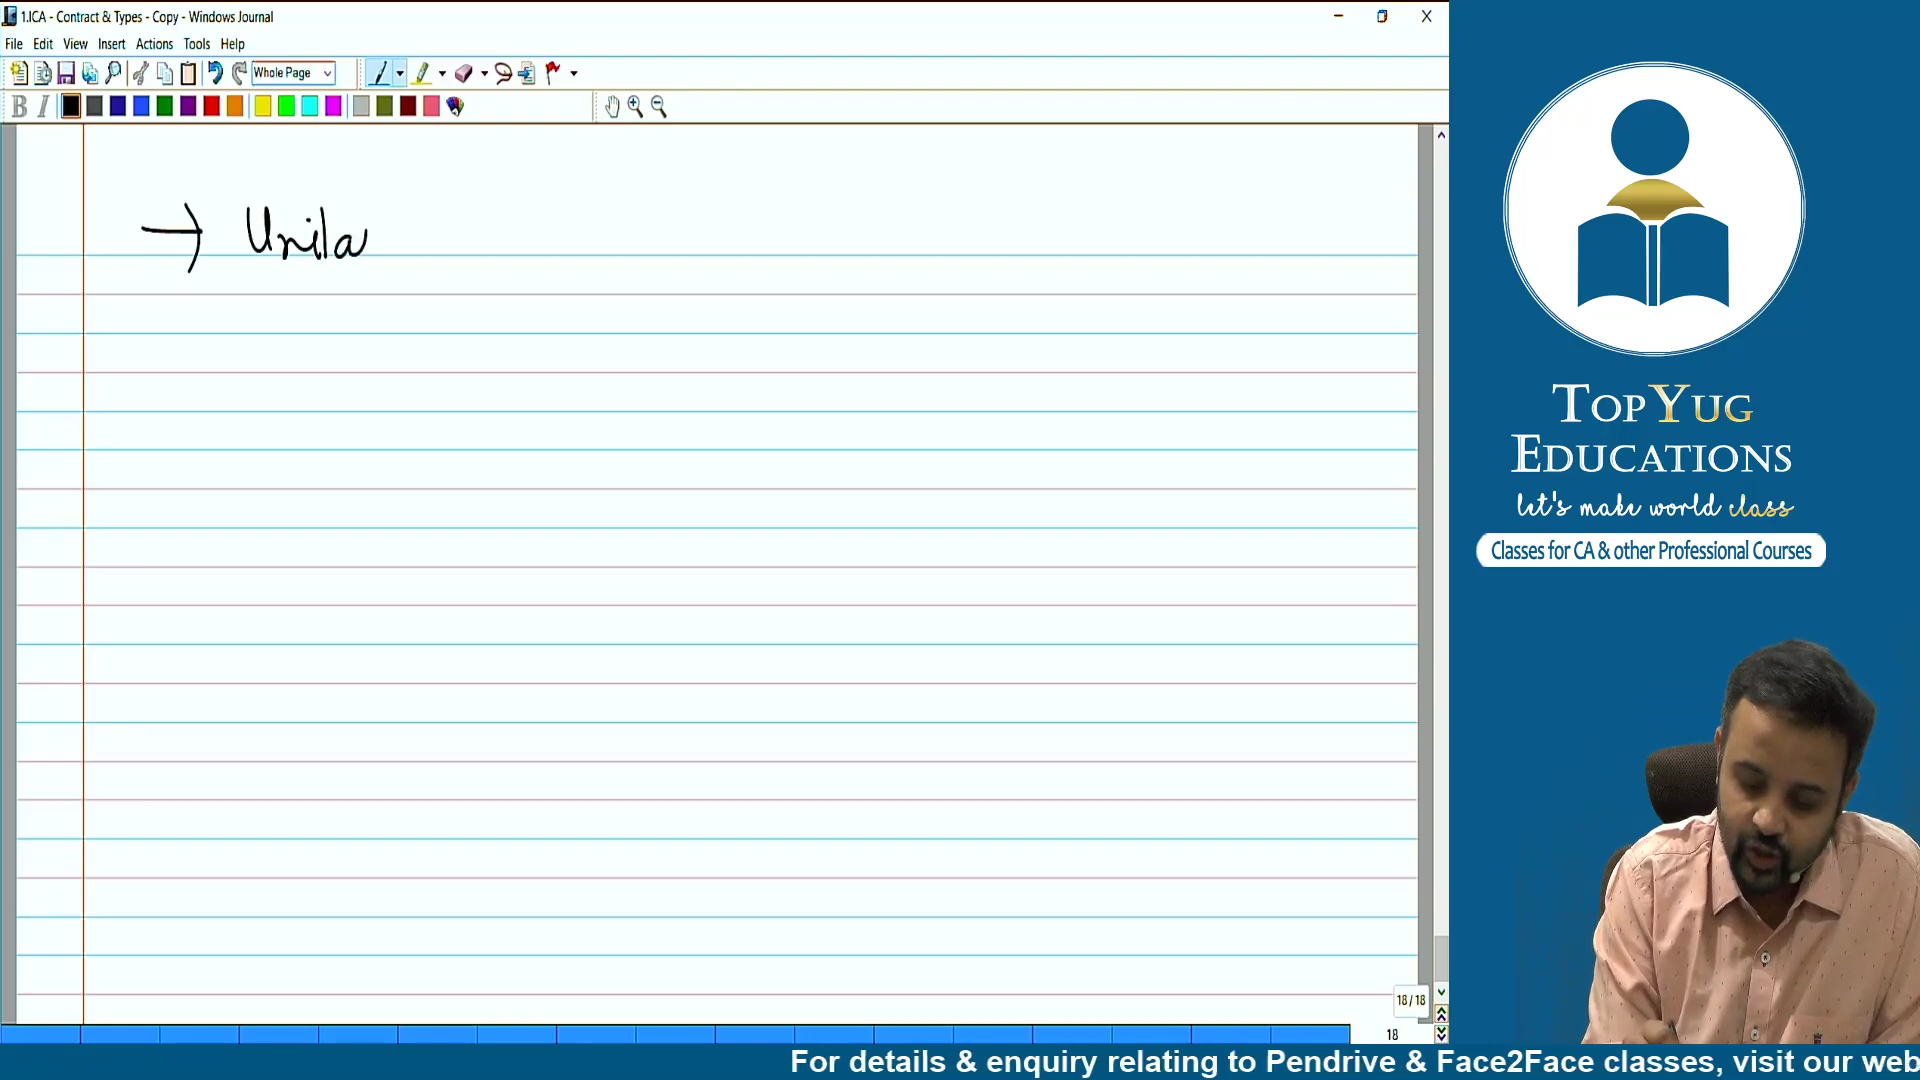 1.ICA - Contract & Types - Copy - Windows Journal
File Edit View Insert Actions Tools Help
Whole Page
B I
→ Unila
18 / 18
18
TOPYUG
EDUCATIONS
let's make world class
Classes for CA & other Professional Courses
For details & enquiry relating to Pendrive & Face2Face classes, visit our web